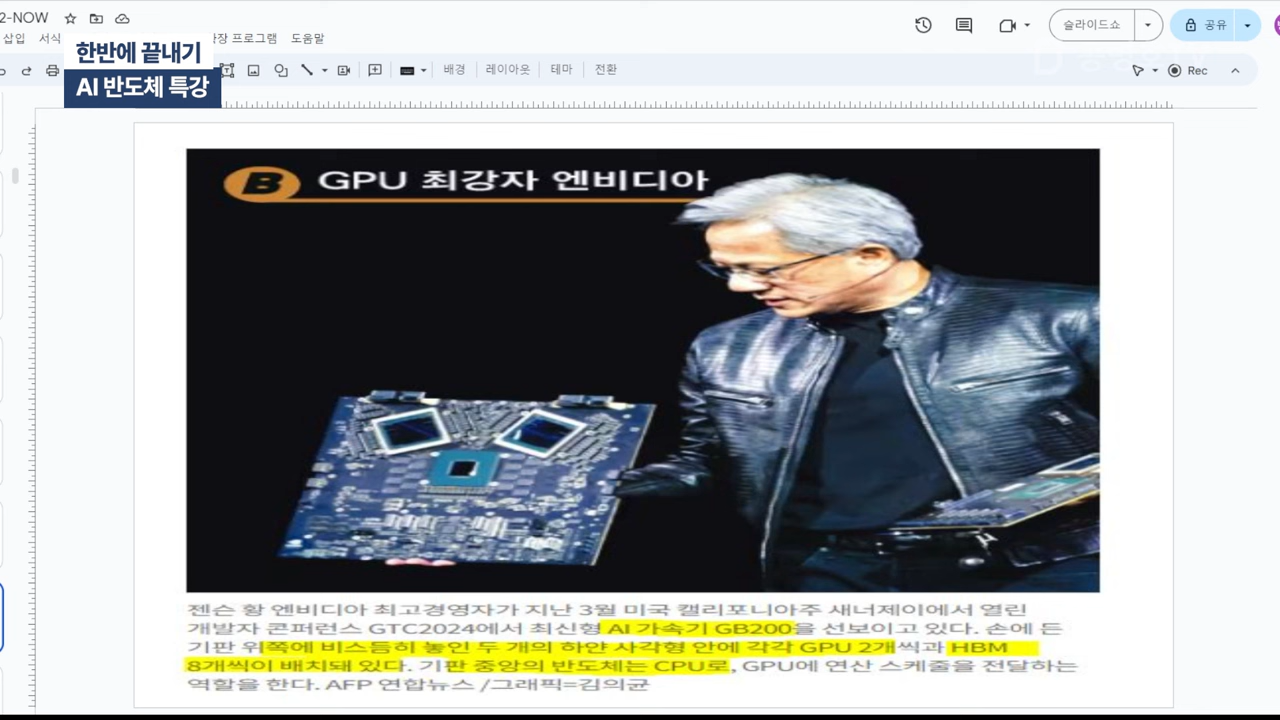 2-NOW
삽입 서식
장 프로그램 도움말
슬라이드쇼
공유
한반에 끝내기
AI 반도체 특강
배경 레이아웃 테마 전환
Rec
B GPU 최강자 엔비디아
젠슨 황 엔비디아 최고경영자가 지난 3월 미국 캘리포니아주 새너제이에서 열린
개발자 콘퍼런스 GTC2024에서 최신형 AI 가속기 GB200을 선보이고 있다. 손에 든
기판 위쪽에 비스듬히 놓인 두 개의 하얀 사각형 안에 각각 GPU 2개씩과 HBM
8개씩이 배치돼 있다. 기판 중앙의 반도체는 CPU로, GPU에 연산 스케줄을 전달하는
역할을 한다. AFP 연합뉴스 /그래픽=김의균